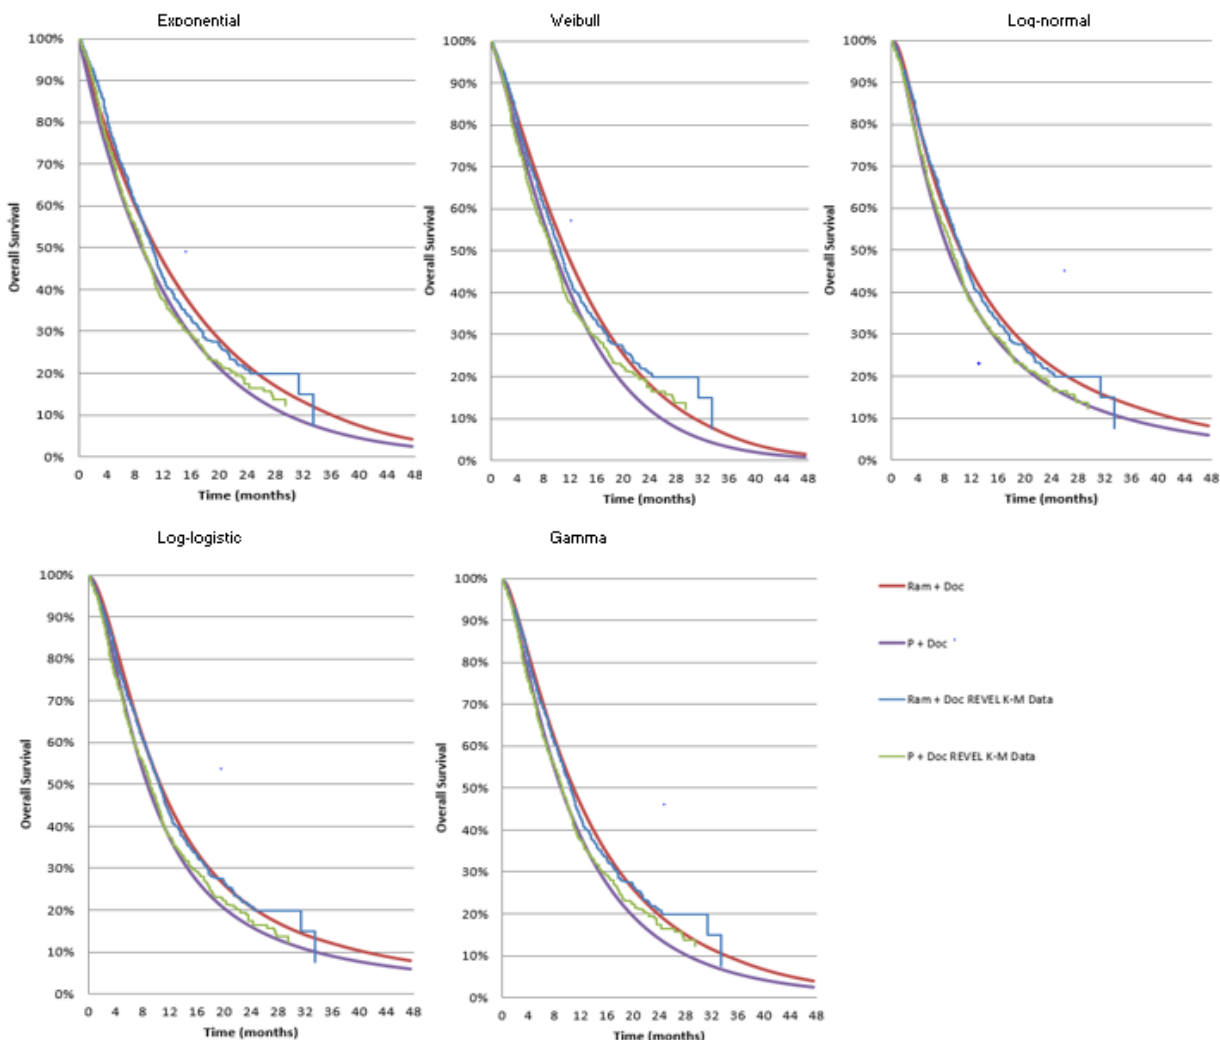 Exponential
Weibull
Log-normal
100%
90%
80%
70%
60%
50%
40%
30%
20%
10%
0%
Overall Survival
0 4 8 12 16 20 24 28 32 36 40 44 48
Time (months)
100%
90%
80%
70%
60%
50%
40%
30%
20%
10%
0%
Overall Survival
0 4 8 12 16 20 24 28 32 36 40 44 48
Time (months)
100%
90%
80%
70%
60%
50%
40%
30%
20%
10%
0%
Overall Survival
0 4 8 12 16 20 24 28 32 36 40 44 48
Time (months)
Log-logistic
Gamma
100%
90%
80%
70%
60%
50%
40%
30%
20%
10%
0%
Overall Survival
0 4 8 12 16 20 24 28 32 36 40 44 48
Time (months)
100%
90%
80%
70%
60%
50%
40%
30%
20%
10%
0%
Overall Survival
0 4 8 12 16 20 24 28 32 36 40 44 48
Time (months)
Ram + Doc
P + Doc
Ram + Doc REVEL K-M Data
P + Doc REVEL K-M Data